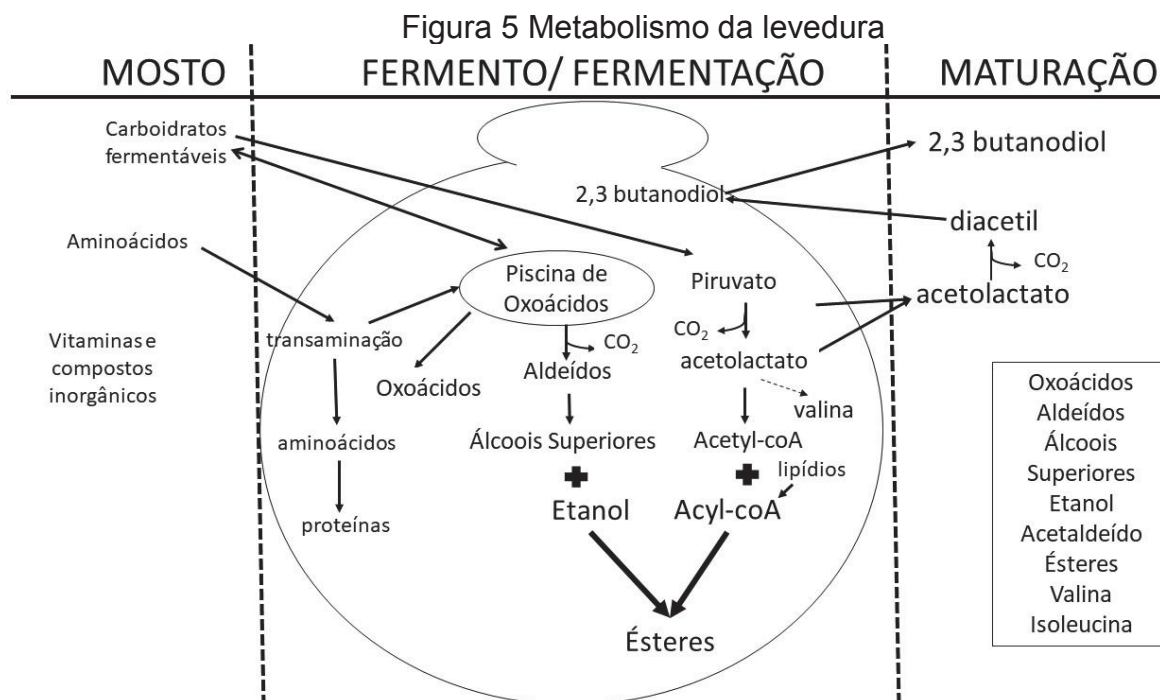 Figura 5 Metabolismo da levedura
MOSTO
FERMENTO/ FERMENTAÇÃO
MATURAÇÃO
Carboidratos
fermentáveis
Aminoácidos
Vitaminas e
compostos
inorgânicos
transaminação
aminoácidos
proteínas
Piscina de
Oxoácidos
Oxoácidos
CO2
Aldeídos
Álcoois Superiores
Etanol
2,3 butanodiol
Piruvato
CO2
acetolactato
valina
Acetyl-coA
lipídios
Acyl-coA
Ésteres
2,3 butanodiol
diacetil
CO2
acetolactato
Oxoácidos
Aldeídos
Álcoois
Superiores
Etanol
Acetaldeído
Ésteres
Valina
Isoleucina